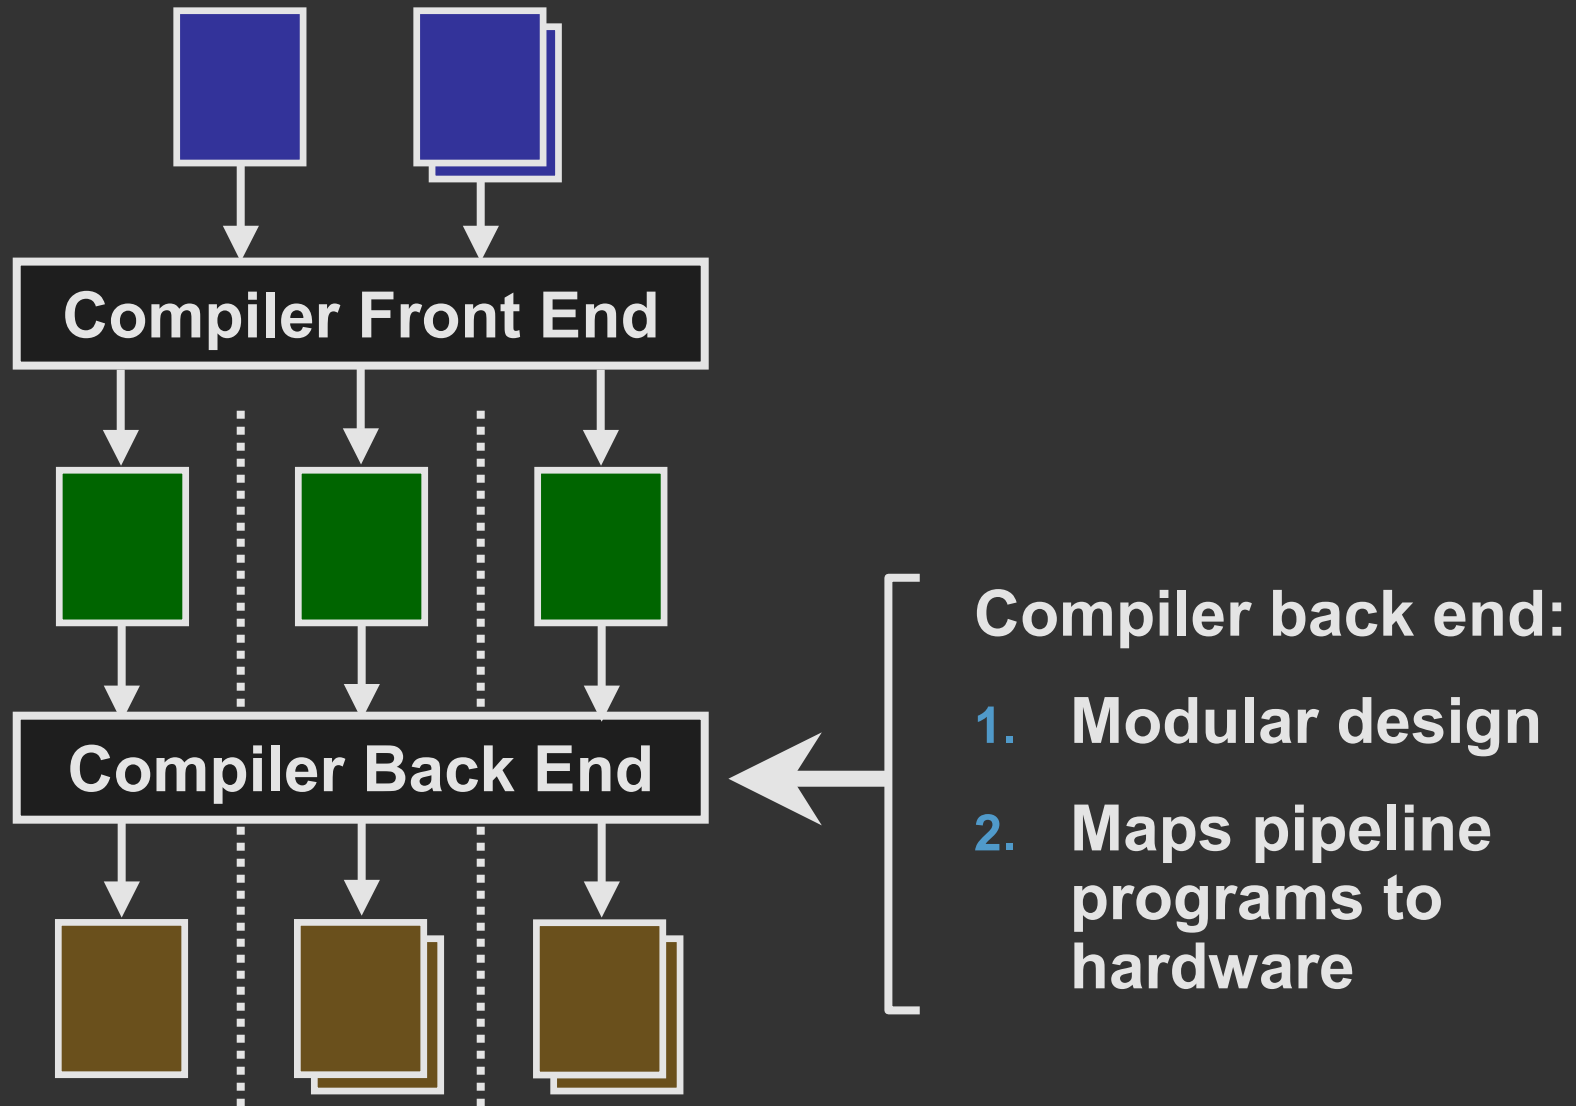 Compiler Front End
Compiler Back End
Compiler back end:
1. Modular design
2. Maps pipeline
programs to
hardware